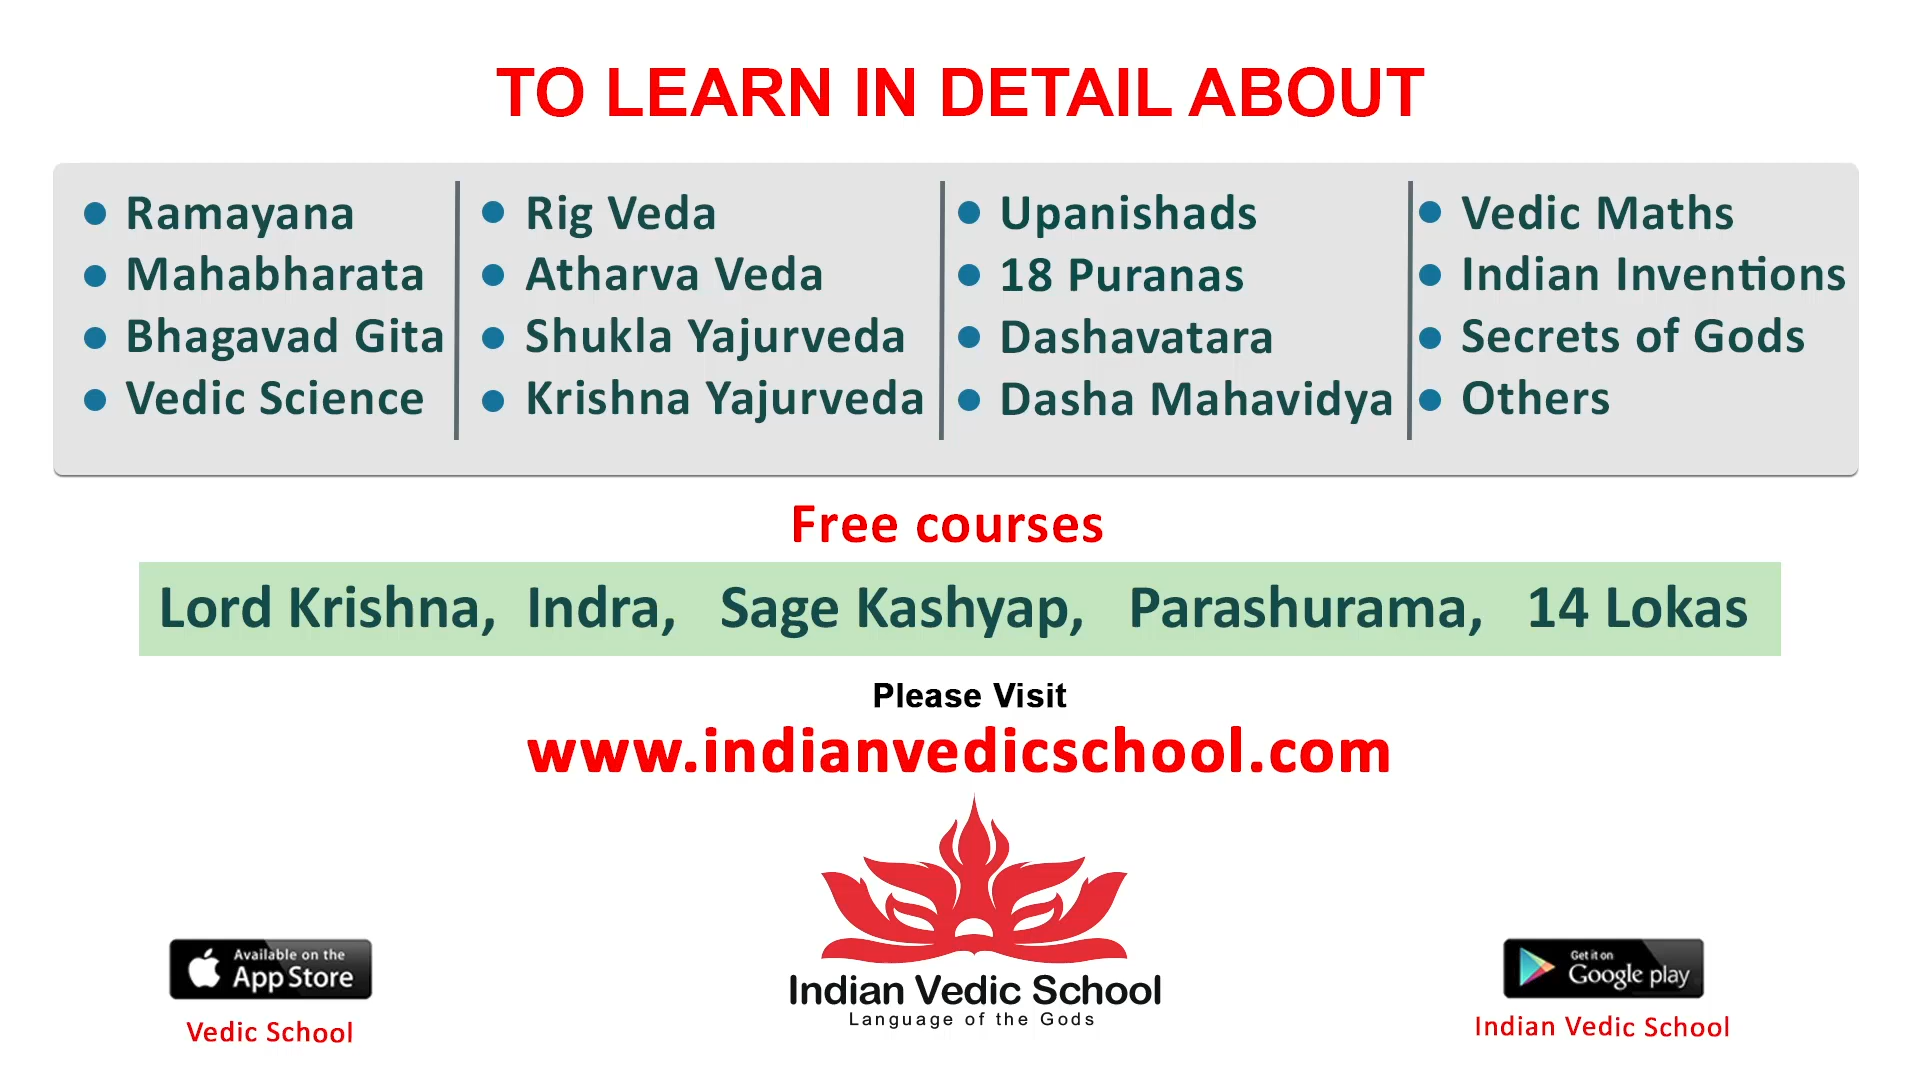 TO LEARN IN DETAIL ABOUT
Ramayana
Mahabharata
Bhagavad Gita
Vedic Science
Rig Veda
Atharva Veda
Shukla Yajurveda
Krishna Yajurveda
Upanishads
18 Puranas
Dashavatara
Dasha Mahavidya
Vedic Maths
Indian Inventions
Secrets of Gods
Others
Free courses
Lord Krishna, Indra, Sage Kashyap, Parashurama, 14 Lokas
Please Visit
www.indianvedicschool.com
Indian Vedic School
Language of the Gods
Available on the
App Store
Vedic School
Get it on
Google play
Indian Vedic School